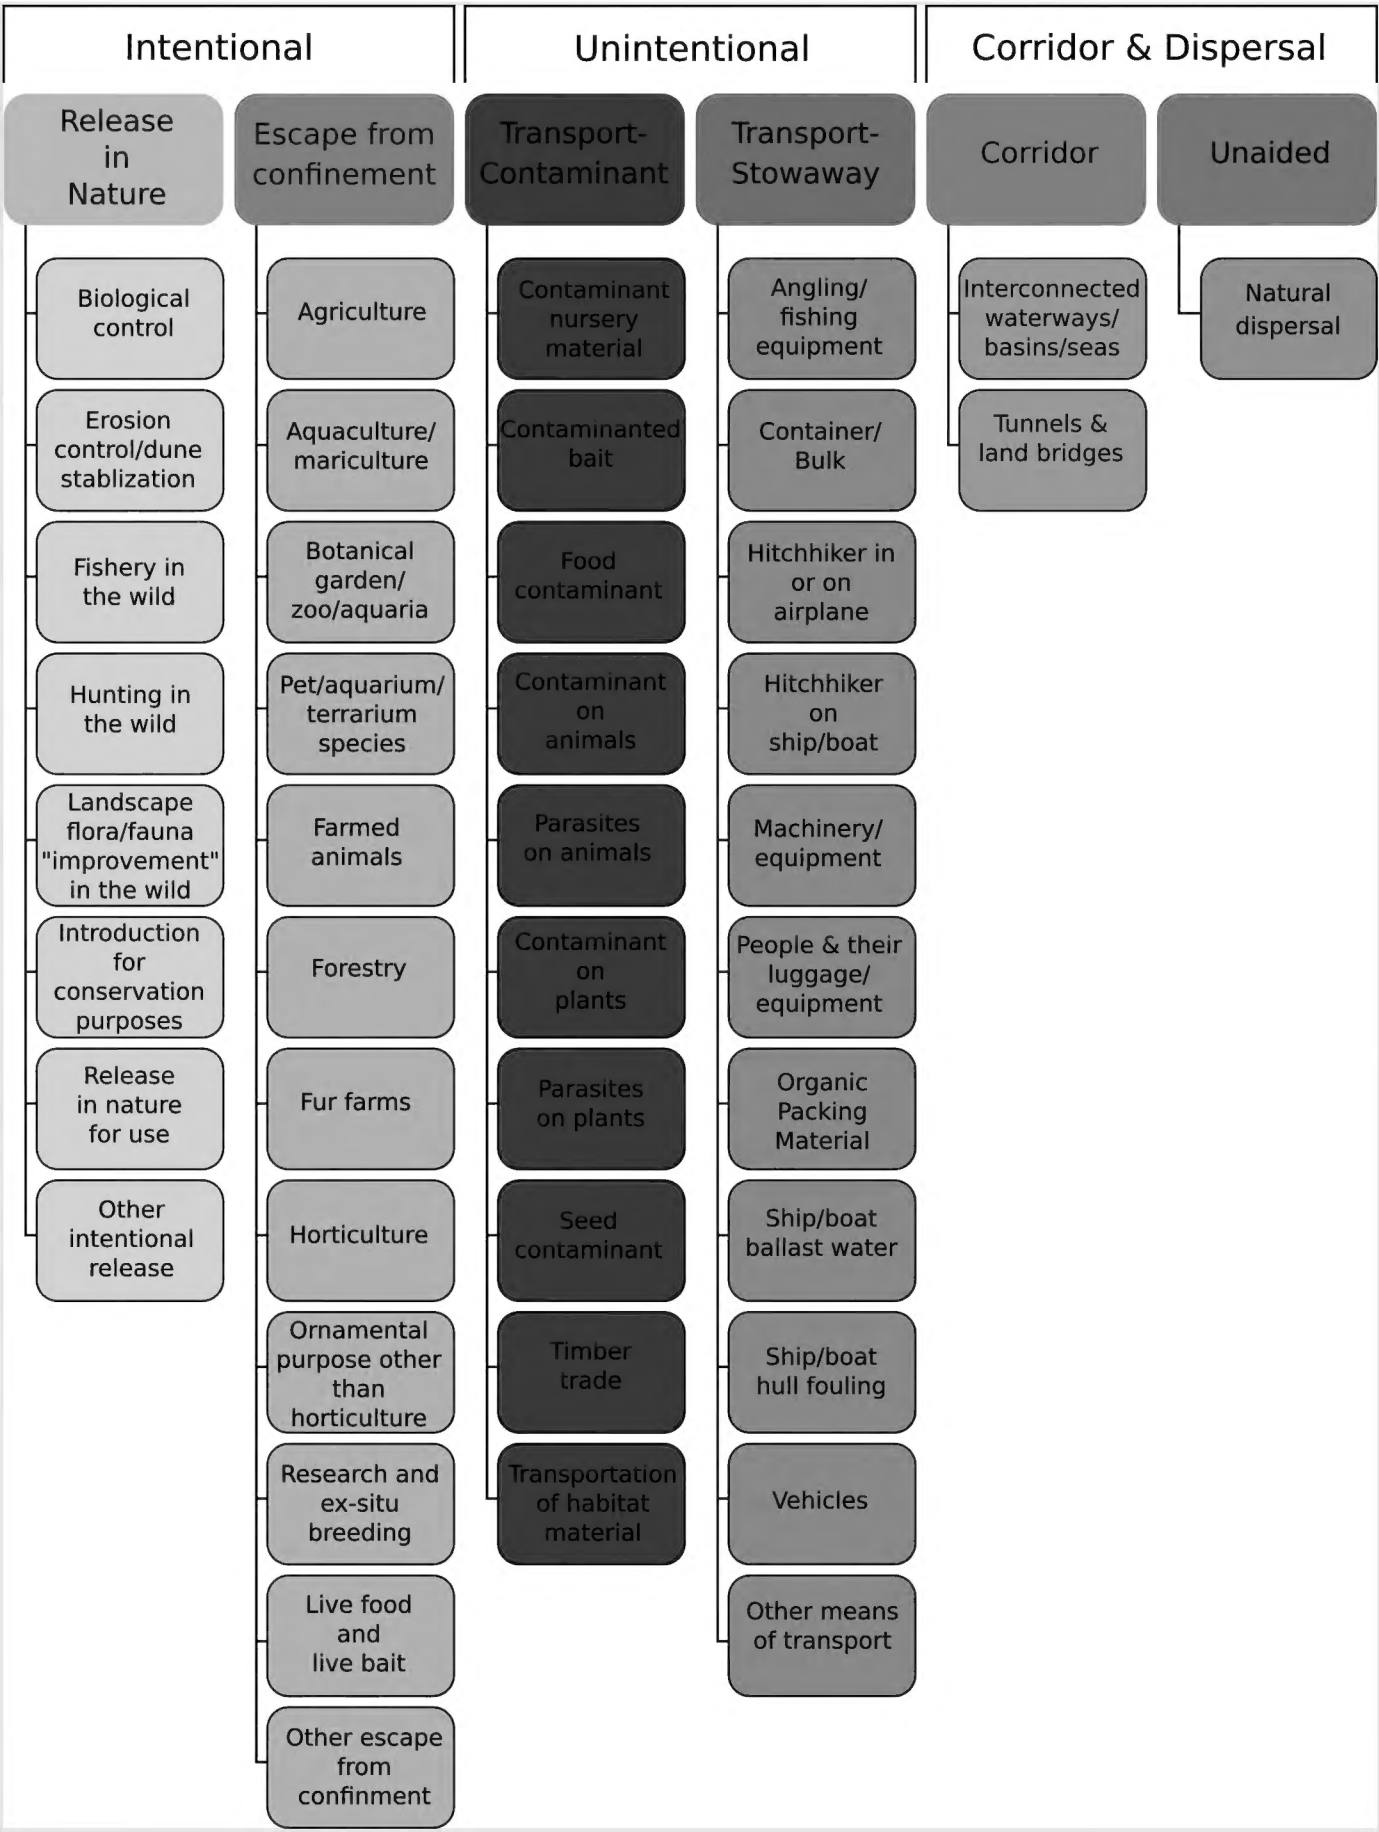 Intentional
Unintentional
Corridor & Dispersal
Release
in
Nature
Escape from
confinement
Transport-
Contaminant
Transport-
Stowaway
Corridor
Unaided
Biological
control
Erosion
control/dune
stablization
Fishery in
the wild
Hunting in
the wild
Landscape
flora/fauna
"improvement"
in the wild
Introduction
for
conservation
purposes
Release
in nature
for use
Other
intentional
release
Agriculture
Aquaculture/
mariculture
Botanical
garden/
zoo/aquaria
Pet/aquarium/
terrarium
species
Farmed
animals
Forestry
Fur farms
Horticulture
Ornamental
purpose other
than
horticulture
Research and
ex-situ
breeding
Live food
and
live bait
Other escape
from
confinment
Contaminant
nursery
material
Contaminanted
bait
Food
contaminant
Contaminant
on
animals
Parasites
on animals
Contaminant
on
plants
Parasites
on plants
Seed
contaminant
Timber
trade
Transportation
of habitat
material
Angling/
fishing
equipment
Container/
Bulk
Hitchhiker in
or on
airplane
Hitchhiker
on
ship/boat
Machinery/
equipment
People & their
luggage/
equipment
Organic
Packing
Material
Ship/boat
ballast water
Ship/boat
hull fouling
Vehicles
Other means
of transport
Interconnected
waterways/
basins/seas
Tunnels &
land bridges
Natural
dispersal